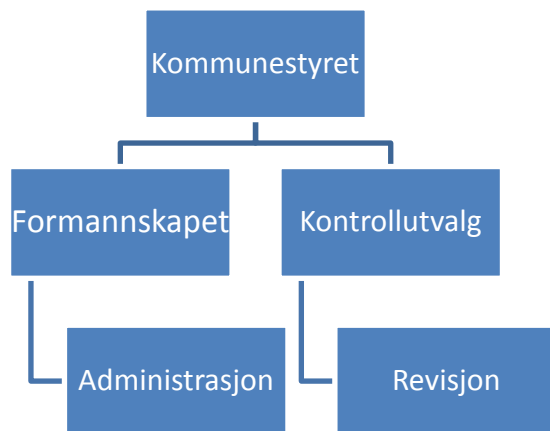 Kommunestyret
Formannskapet
Kontrollutvalg
Administrasjon
Revisjon